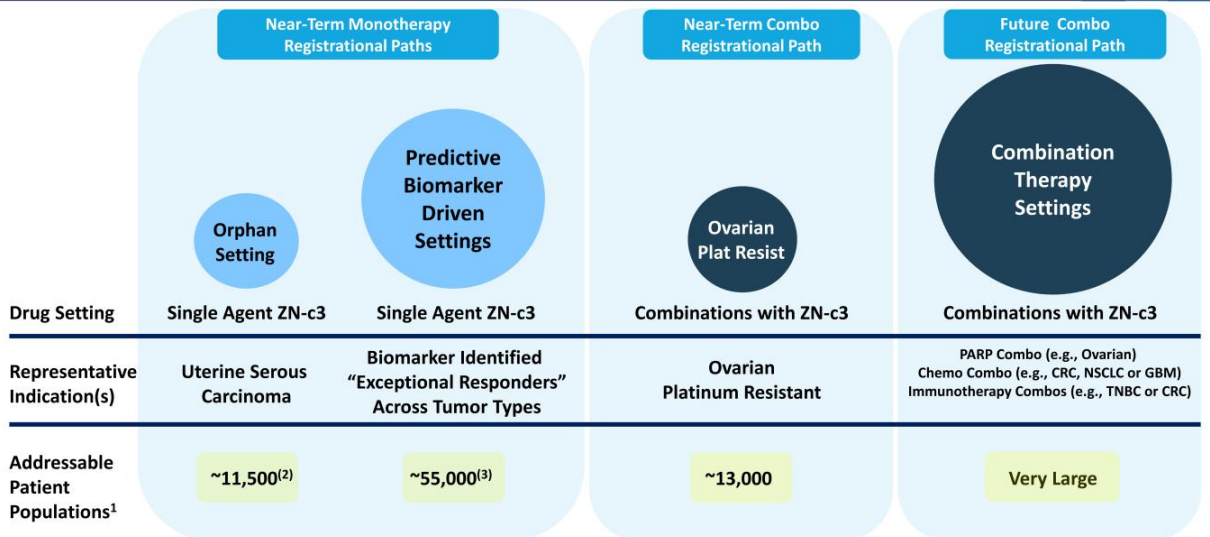 Near-Term Monotherapy
Registrational Paths
Near-Term Combo
Registrational Path
Future Combo
Registrational Path
Orphan
Setting
Predictive
Biomarker
Driven
Settings
Ovarian
Plat Resist
Combination
Therapy
Settings
Drug Setting
Single Agent ZN-c3
Single Agent ZN-c3
Combinations with ZN-c3
Combinations with ZN-c3
Representative
Indication(s)
Uterine Serous
Carcinoma
Biomarker Identified
“Exceptional Responders”
Across Tumor Types
Ovarian
Platinum Resistant
PARP Combo (e.g., Ovarian)
Chemo Combo (e.g., CRC, NSCLC or GBM)
Immunotherapy Combos (e.g., TNBC or CRC)
Addressable
Patient
Populations¹
~11,500⁽²⁾
~55,000⁽³⁾
~13,000
Very Large